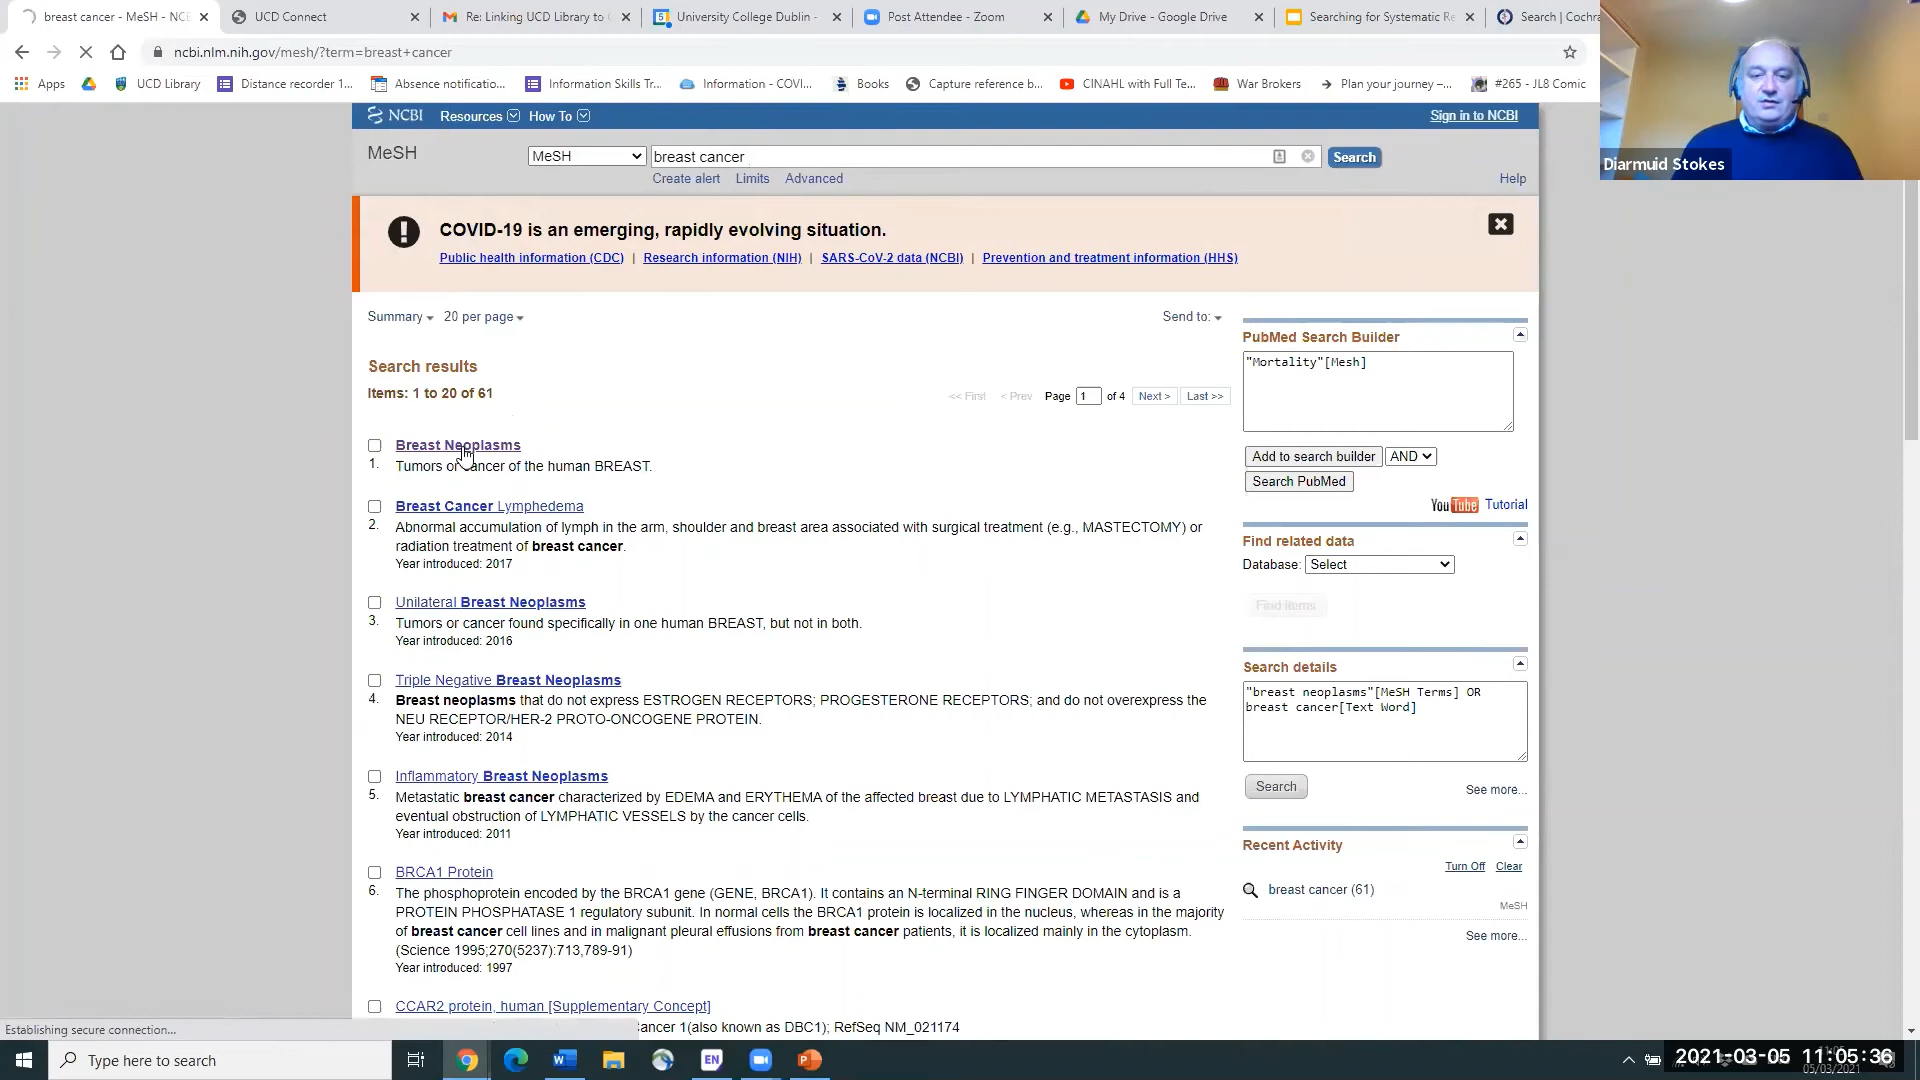 breast cancer - MeSH - NCB
UCD Connect
Re: Linking UCD Library to
University College Dublin -
Post Attendee - Zoom
My Drive - Google Drive
Searching for Systematic Re
Search | Cochra
ncbi.nlm.nih.gov/mesh/?term=breast+cancer
Apps
UCD Library
Distance recorder 1...
Absence notificatio...
Information Skills Tr...
Information - COVI...
Books
Capture reference b...
CINAHL with Full Te...
War Brokers
Plan your journey –...
#265 - JL8 Comic
Diarmuid Stokes
NCBI Resources How To
Sign in to NCBI
MeSH
MeSH
breast cancer
Search
Create alert Limits Advanced
Help
COVID-19 is an emerging, rapidly evolving situation.
Public health information (CDC) | Research information (NIH) | SARS-CoV-2 data (NCBI) | Prevention and treatment information (HHS)
Summary 20 per page
Send to:
Search results
Items: 1 to 20 of 61
<< First < Prev Page 1 of 4 Next > Last >>
Breast Neoplasms
1. Tumors or cancer of the human BREAST.
Breast Cancer Lymphedema
2. Abnormal accumulation of lymph in the arm, shoulder and breast area associated with surgical treatment (e.g., MASTECTOMY) or
radiation treatment of breast cancer.
Year introduced: 2017
Unilateral Breast Neoplasms
3. Tumors or cancer found specifically in one human BREAST, but not in both.
Year introduced: 2016
Triple Negative Breast Neoplasms
4. Breast neoplasms that do not express ESTROGEN RECEPTORS; PROGESTERONE RECEPTORS; and do not overexpress the
NEU RECEPTOR/HER-2 PROTO-ONCOGENE PROTEIN.
Year introduced: 2014
Inflammatory Breast Neoplasms
5. Metastatic breast cancer characterized by EDEMA and ERYTHEMA of the affected breast due to LYMPHATIC METASTASIS and
eventual obstruction of LYMPHATIC VESSELS by the cancer cells.
Year introduced: 2011
BRCA1 Protein
6. The phosphoprotein encoded by the BRCA1 gene (GENE, BRCA1). It contains an N-terminal RING FINGER DOMAIN and is a
PROTEIN PHOSPHATASE 1 regulatory subunit. In normal cells the BRCA1 protein is localized in the nucleus, whereas in the majority
of breast cancer cell lines and in malignant pleural effusions from breast cancer patients, it is localized mainly in the cytoplasm.
(Science 1995;270(5237):713,789-91)
Year introduced: 1997
CCAR2 protein, human [Supplementary Concept]
Cancer 1(also known as DBC1); RefSeq NM_021174
PubMed Search Builder
"Mortality"[Mesh]
Add to search builder AND
Search PubMed
YouTube Tutorial
Find related data
Database: Select
Find items
Search details
"breast neoplasms"[MeSH Terms] OR
breast cancer[Text Word]
Search
See more...
Recent Activity
Turn Off Clear
breast cancer (61)
MeSH
See more...
Establishing secure connection...
Type here to search
EN
2021-03-05 11:05:36
05/03/2021